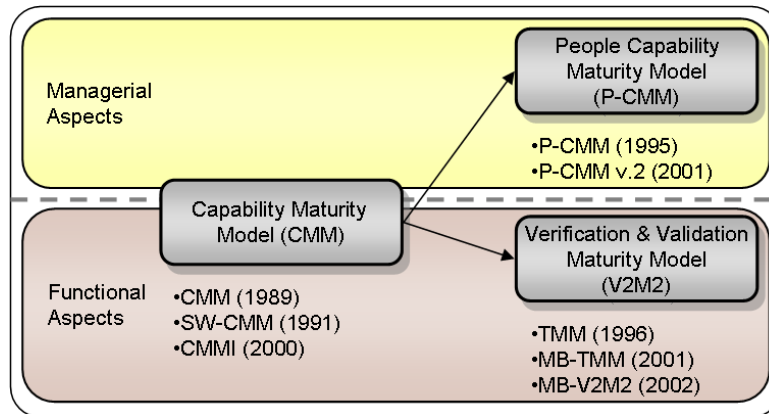 Managerial
Aspects
People Capability
Maturity Model
(P-CMM)
•P-CMM (1995)
•P-CMM v.2 (2001)
Capability Maturity
Model (CMM)
Functional
Aspects
•CMM (1989)
•SW-CMM (1991)
•CMMI (2000)
Verification & Validation
Maturity Model
(V2M2)
•TMM (1996)
•MB-TMM (2001)
•MB-V2M2 (2002)